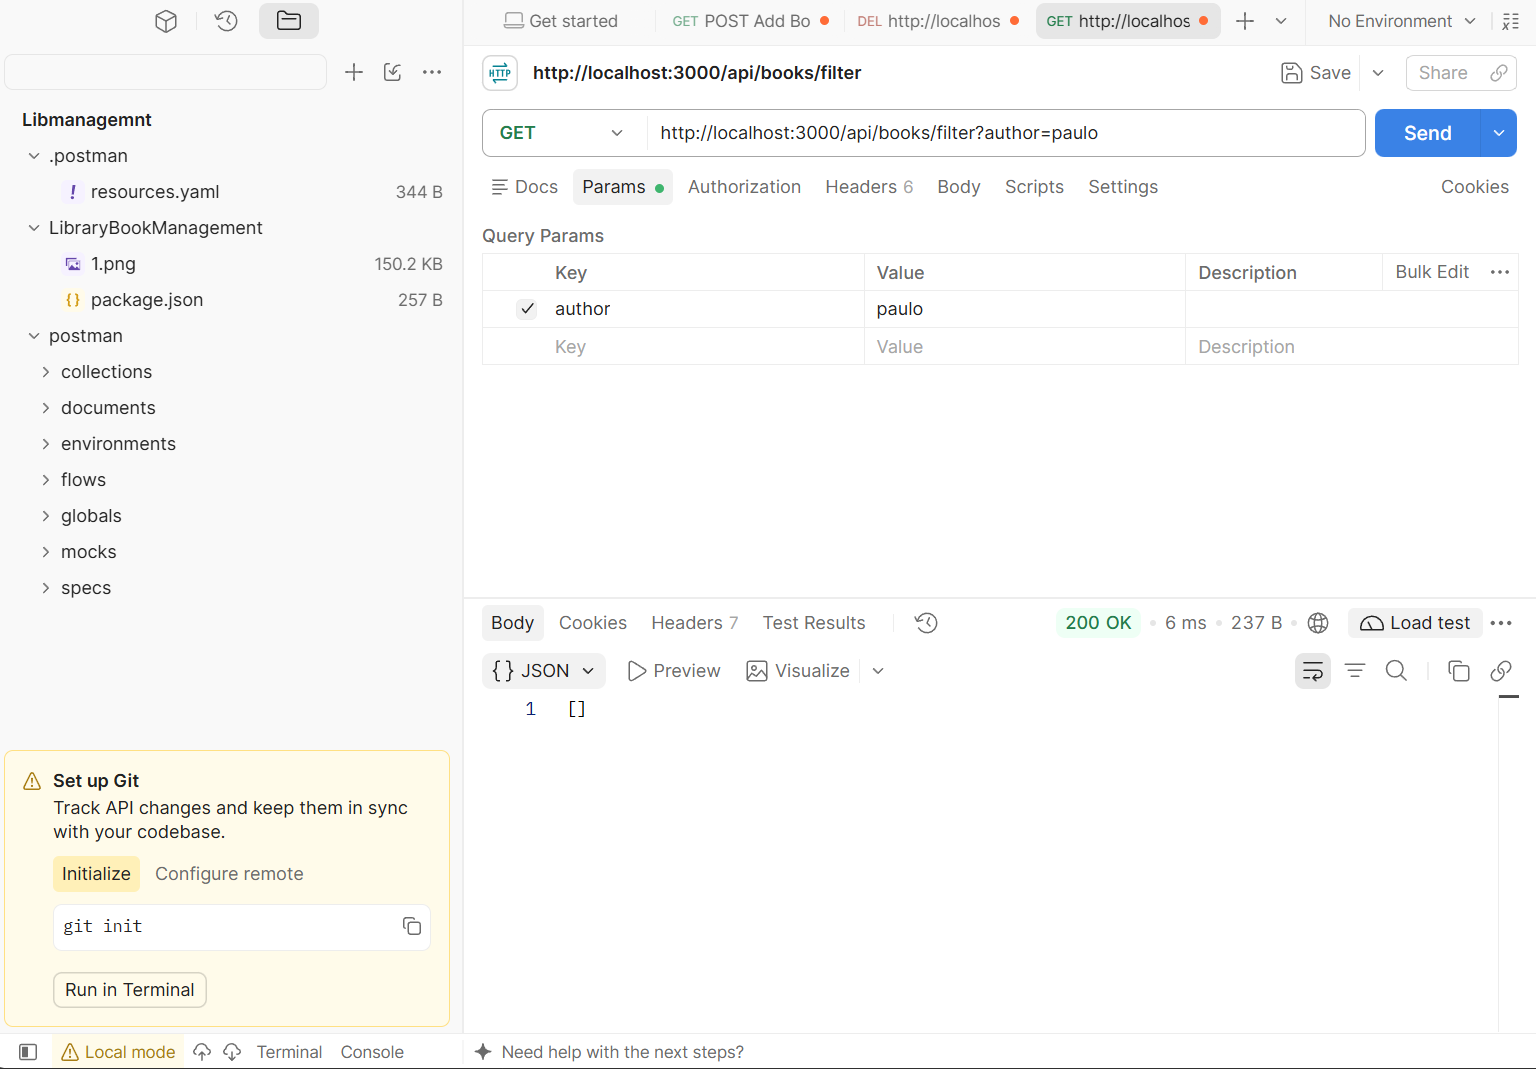 Get started
GET POST Add Bo
DEL http://localhos
GET http://localhos
No Environment
HTTP http://localhost:3000/api/books/filter
Save
Share
GET
http://localhost:3000/api/books/filter?author=paulo
Send
Docs
Params
Authorization
Headers 6
Body
Scripts
Settings
Cookies
Query Params
Key Value Description Bulk Edit
author paulo
Key Value Description
Libmanagemnt
.postman
resources.yaml 344 B
LibraryBookManagement
1.png 150.2 KB
package.json 257 B
postman
collections
documents
environments
flows
globals
mocks
specs
Set up Git
Track API changes and keep them in sync
with your codebase.
Initialize Configure remote
git init
Run in Terminal
Body Cookies Headers 7 Test Results
200 OK 6 ms 237 B Load test
{} JSON Preview Visualize
1 []
Local mode Terminal Console
Need help with the next steps?